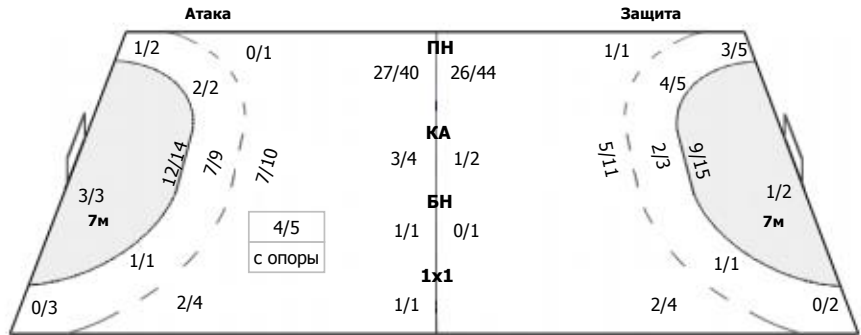 Атака Защита
1/2 0/1 ПН 1/1 3/5
27/40 26/44
2/2 4/5
КА
12/14 7/9 7/10 3/4 1/2 5/11 2/3 9/15
3/3 1/2
БН
7м 7м
4/5 1/1 0/1
с опоры
1/1 1/1
1x1
0/3 2/4 1/1 2/4 0/2